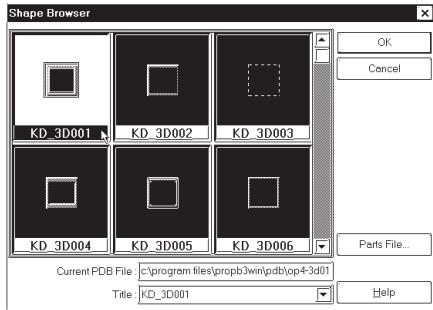 Shape Browser
OK
Cancel
KD_3D001
KD_3D002
KD_3D003
KD_3D004
KD_3D005
KD_3D006
Parts File...
Current PDB File : c:\program files\propb3win\pdb\op4-3d01
Title : KD_3D001
Help